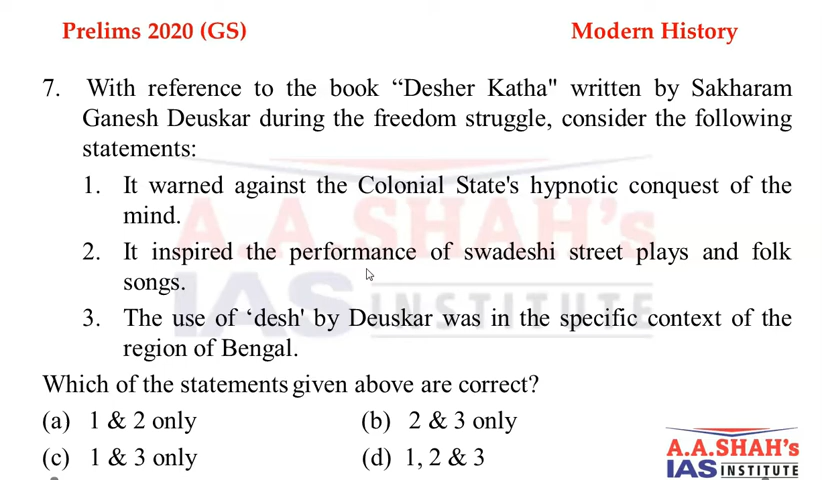 Prelims 2020 (GS) Modern History
7. With reference to the book “Desher Katha" written by Sakharam
Ganesh Deuskar during the freedom struggle, consider the following
statements:
1. It warned against the Colonial State's hypnotic conquest of the
mind.
2. It inspired the performance of swadeshi street plays and folk
songs.
3. The use of ‘desh' by Deuskar was in the specific context of the
region of Bengal.
Which of the statements given above are correct?
(a) 1 & 2 only (b) 2 & 3 only
(c) 1 & 3 only (d) 1, 2 & 3
A.A.SHAH's
IAS INSTITUTE
A.A.SHAH's
IAS INSTITUTE